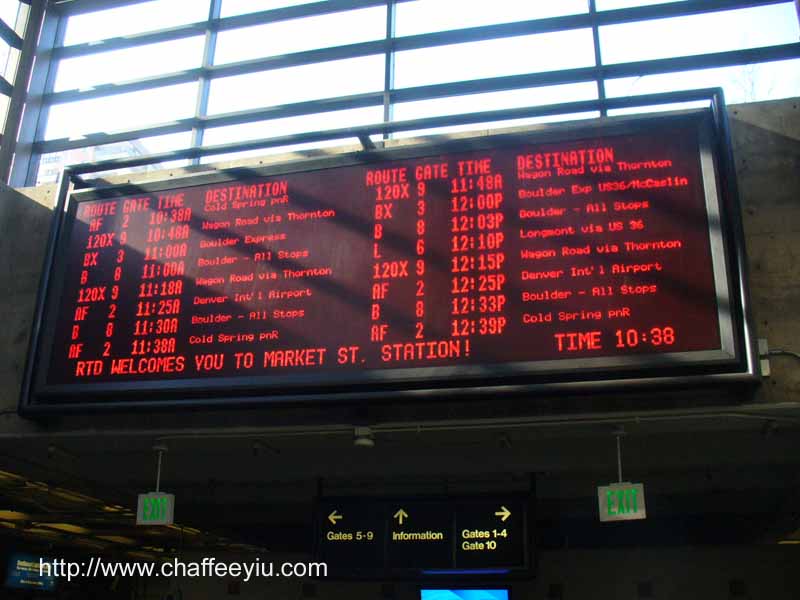 ROUTE GATE TIME DESTINATION
AF 2 10:38A Cold Spring pnR
120X 9 10:48A Wagon Road via Thornton
BX 3 11:00A Boulder Express
B 8 11:00A Boulder - All Stops
120X 9 11:18A Wagon Road via Thornton
AF 2 11:25A Denver Int'l Airport
B 8 11:30A Boulder - All Stops
AF 2 11:38A Cold Spring pnR
ROUTE GATE TIME DESTINATION
120X 9 11:48A Wagon Road via Thornton
BX 3 12:00P Boulder Exp US36/McCaslin
B 8 12:03P Boulder - All Stops
L 6 12:10P Longmont via US 36
120X 9 12:15P Wagon Road via Thornton
AF 2 12:25P Denver Int'l Airport
B 8 12:33P Boulder - All Stops
AF 2 12:39P Cold Spring pnR
RTD WELCOMES YOU TO MARKET ST. STATION! TIME 10:38
EXIT
EXIT
← ↑ →
Gates 5-9 Information Gates 1-4
Gate 10
http://www.chaffeeyiu.com